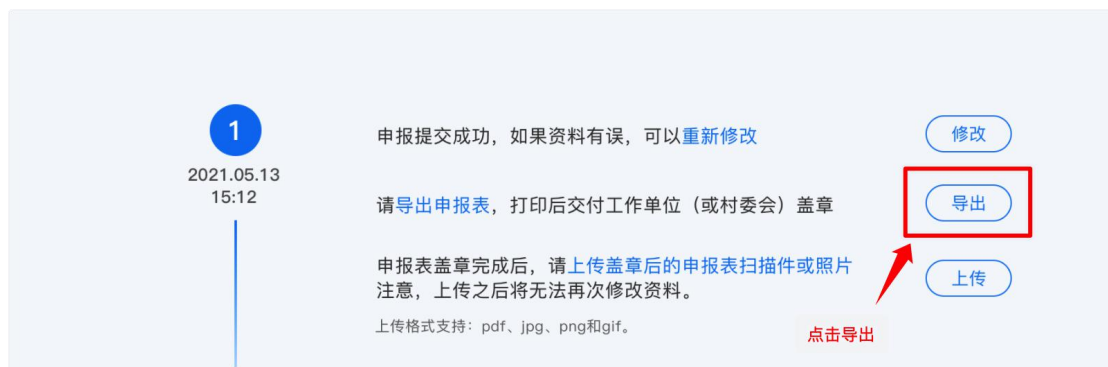 1
2021.05.13
15:12
申报提交成功，如果资料有误，可以重新修改
修改
请导出申报表，打印后交付工作单位（或村委会）盖章
导出
申报表盖章完成后，请上传盖章后的申报表扫描件或照片
注意，上传之后将无法再次修改资料。
上传
上传格式支持：pdf、jpg、png和gif。
点击导出